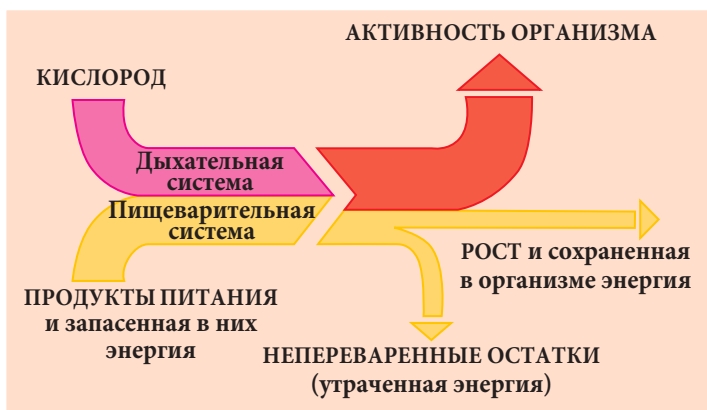 АКТИВНОСТЬ ОРГАНИЗМА
КИСЛОРОД
Дыхательная
система
Пищеварительная
система
РОСТ и сохраненная
в организме энергия
ПРОДУКТЫ ПИТАНИЯ
и запасенная в них
энергия
НЕПЕРЕВАРЕННЫЕ ОСТАТКИ
(утраченная энергия)